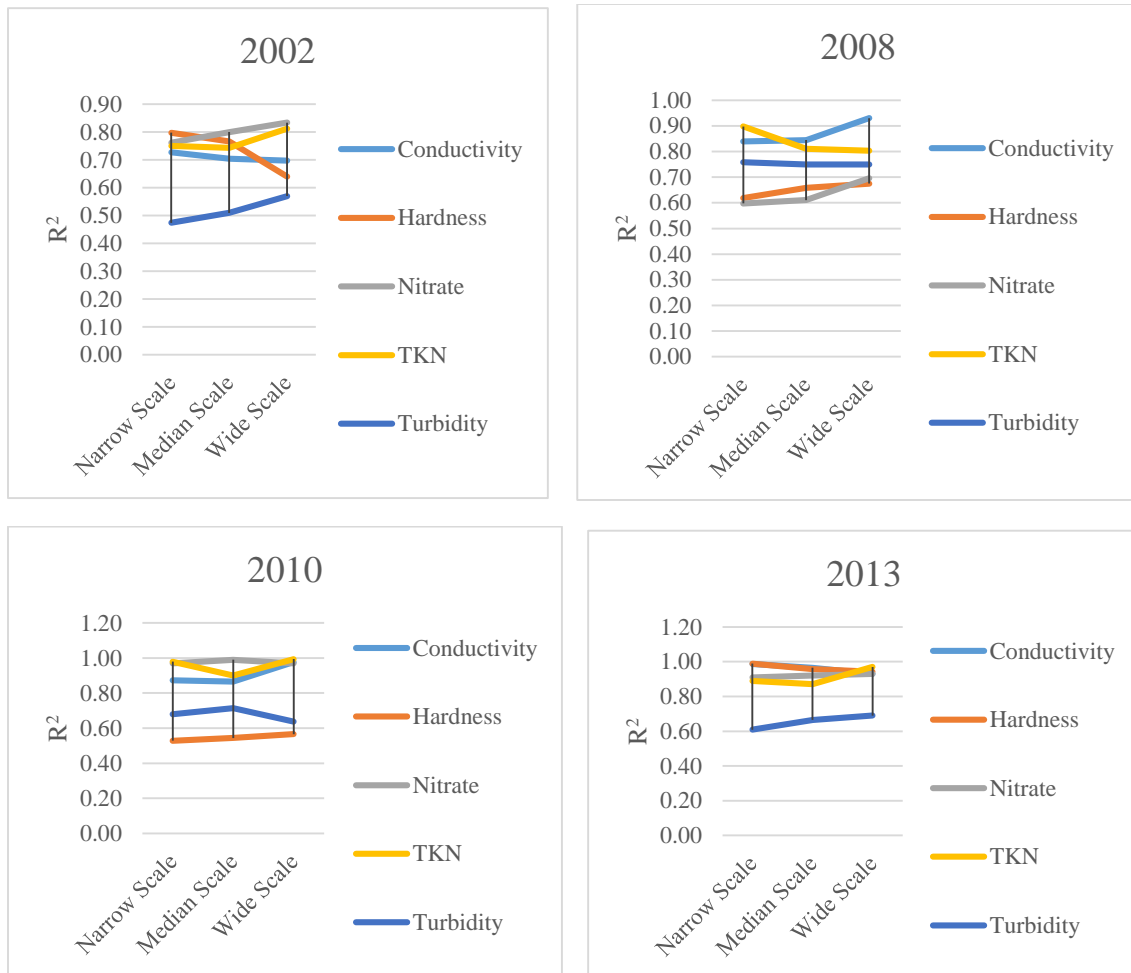 2002
0.90
0.80
0.70
0.60
0.50
0.40
0.30
0.20
0.10
0.00
R²
Narrow Scale
Median Scale
Wide Scale
Conductivity
Hardness
Nitrate
TKN
Turbidity
2008
1.00
0.90
0.80
0.70
0.60
0.50
0.40
0.30
0.20
0.10
0.00
R²
Narrow Scale
Median Scale
Wide Scale
Conductivity
Hardness
Nitrate
TKN
Turbidity
2010
1.20
1.00
0.80
0.60
0.40
0.20
0.00
R²
Narrow Scale
Median Scale
Wide Scale
Conductivity
Hardness
Nitrate
TKN
Turbidity
2013
1.20
1.00
0.80
0.60
0.40
0.20
0.00
R²
Narrow Scale
Median Scale
Wide Scale
Conductivity
Hardness
Nitrate
TKN
Turbidity